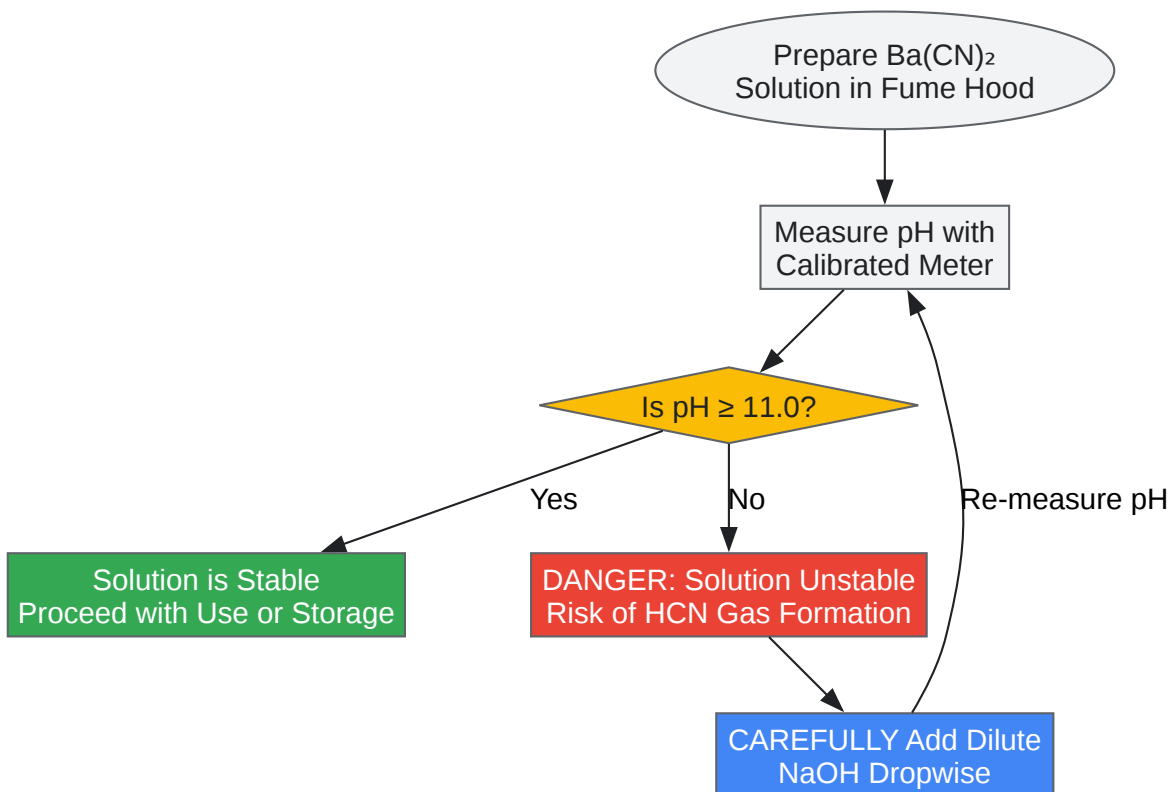 Prepare Ba(CN)₂
Solution in Fume Hood
Measure pH with
Calibrated Meter
Is pH ≥ 11.0?
Yes
No
Re-measure pH
Solution is Stable
Proceed with Use or Storage
DANGER: Solution Unstable
Risk of HCN Gas Formation
CAREFULLY Add Dilute
NaOH Dropwise